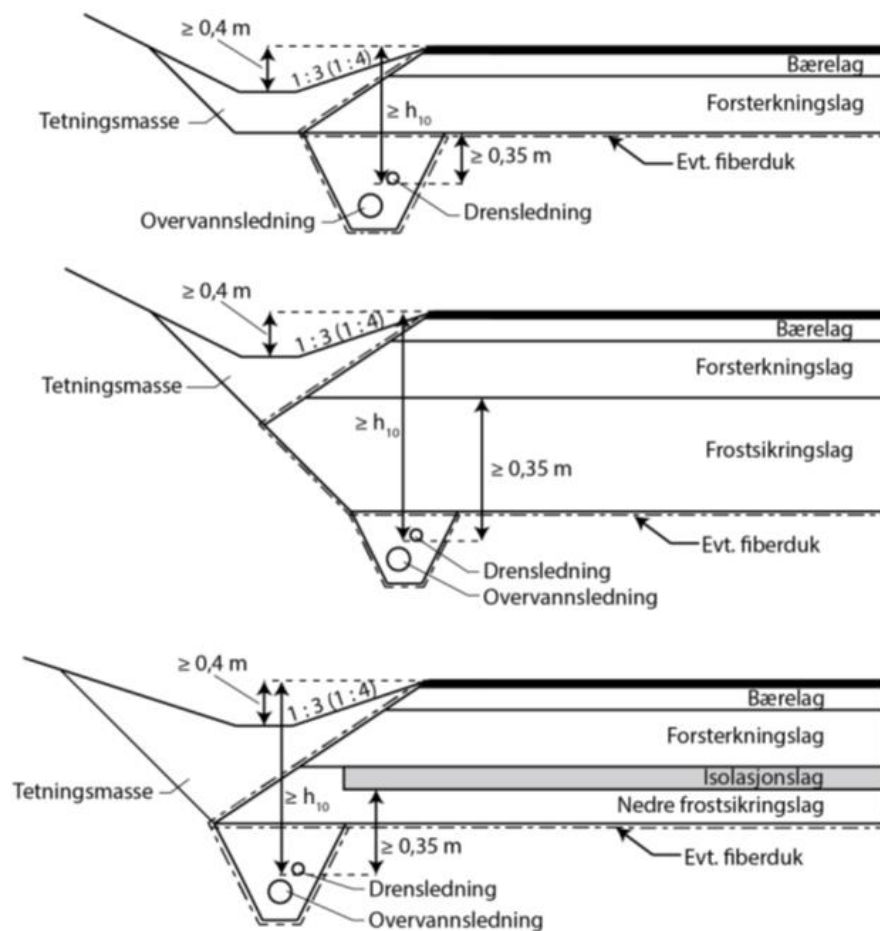 ≥ 0,4 m
1 : 3 (1 : 4)
Bærelag
Forsterkningslag
Tetningsmasse
≥ h10
≥ 0,35 m
Evt. fiberduk
Overvannsledning
Drensledning
≥ 0,4 m
1 : 3 (1 : 4)
Bærelag
Forsterkningslag
Tetningsmasse
≥ h10
≥ 0,35 m
Frostsikringslag
Evt. fiberduk
Drensledning
Overvannsledning
≥ 0,4 m
1 : 3 (1 : 4)
Bærelag
Forsterkningslag
Isolasjonslag
Tetningsmasse
≥ h10
Nedre frostsikringslag
≥ 0,35 m
Evt. fiberduk
Drensledning
Overvannsledning